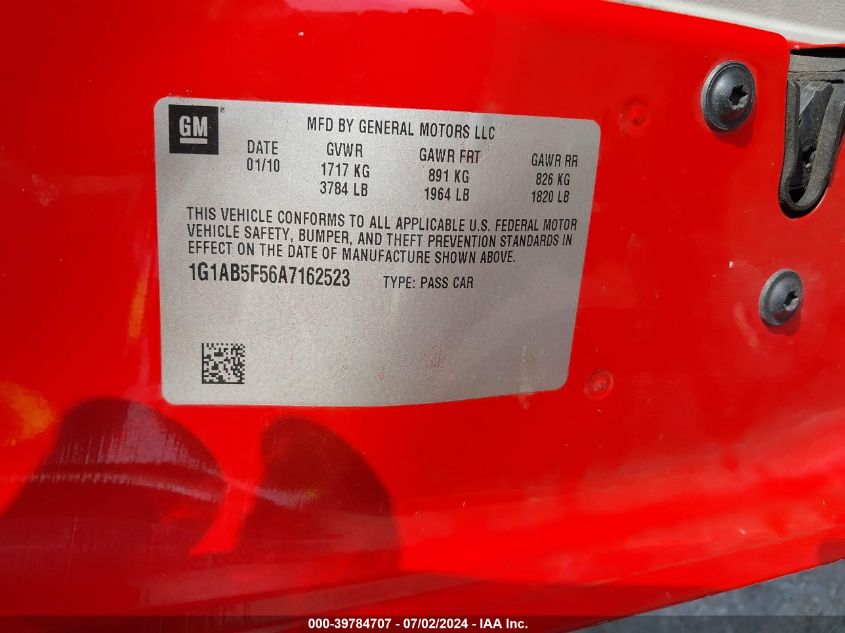 GM ®
MFD BY GENERAL MOTORS LLC
DATE GVWR GAWR FRT GAWR RR
01/10 1717 KG 891 KG 826 KG
3784 LB 1964 LB 1820 LB
THIS VEHICLE CONFORMS TO ALL APPLICABLE U.S. FEDERAL MOTOR
VEHICLE SAFETY, BUMPER, AND THEFT PREVENTION STANDARDS IN
EFFECT ON THE DATE OF MANUFACTURE SHOWN ABOVE.
1G1AB5F56A7162523 TYPE: PASS CAR
000-39784707 - 07/02/2024 - IAA Inc.